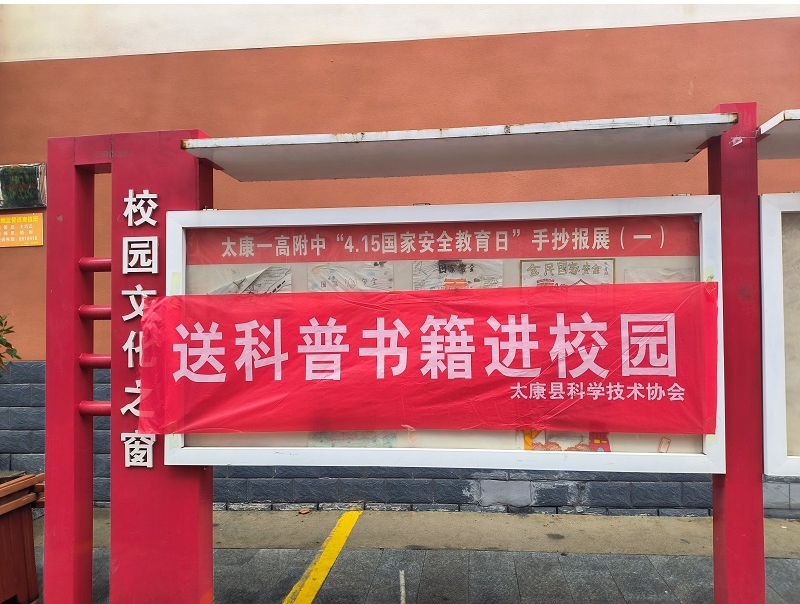 校园文化之窗
太康一高附中“4.15国家安全教育日”手抄报展（一）
送科普书籍进校园
太康县科学技术协会